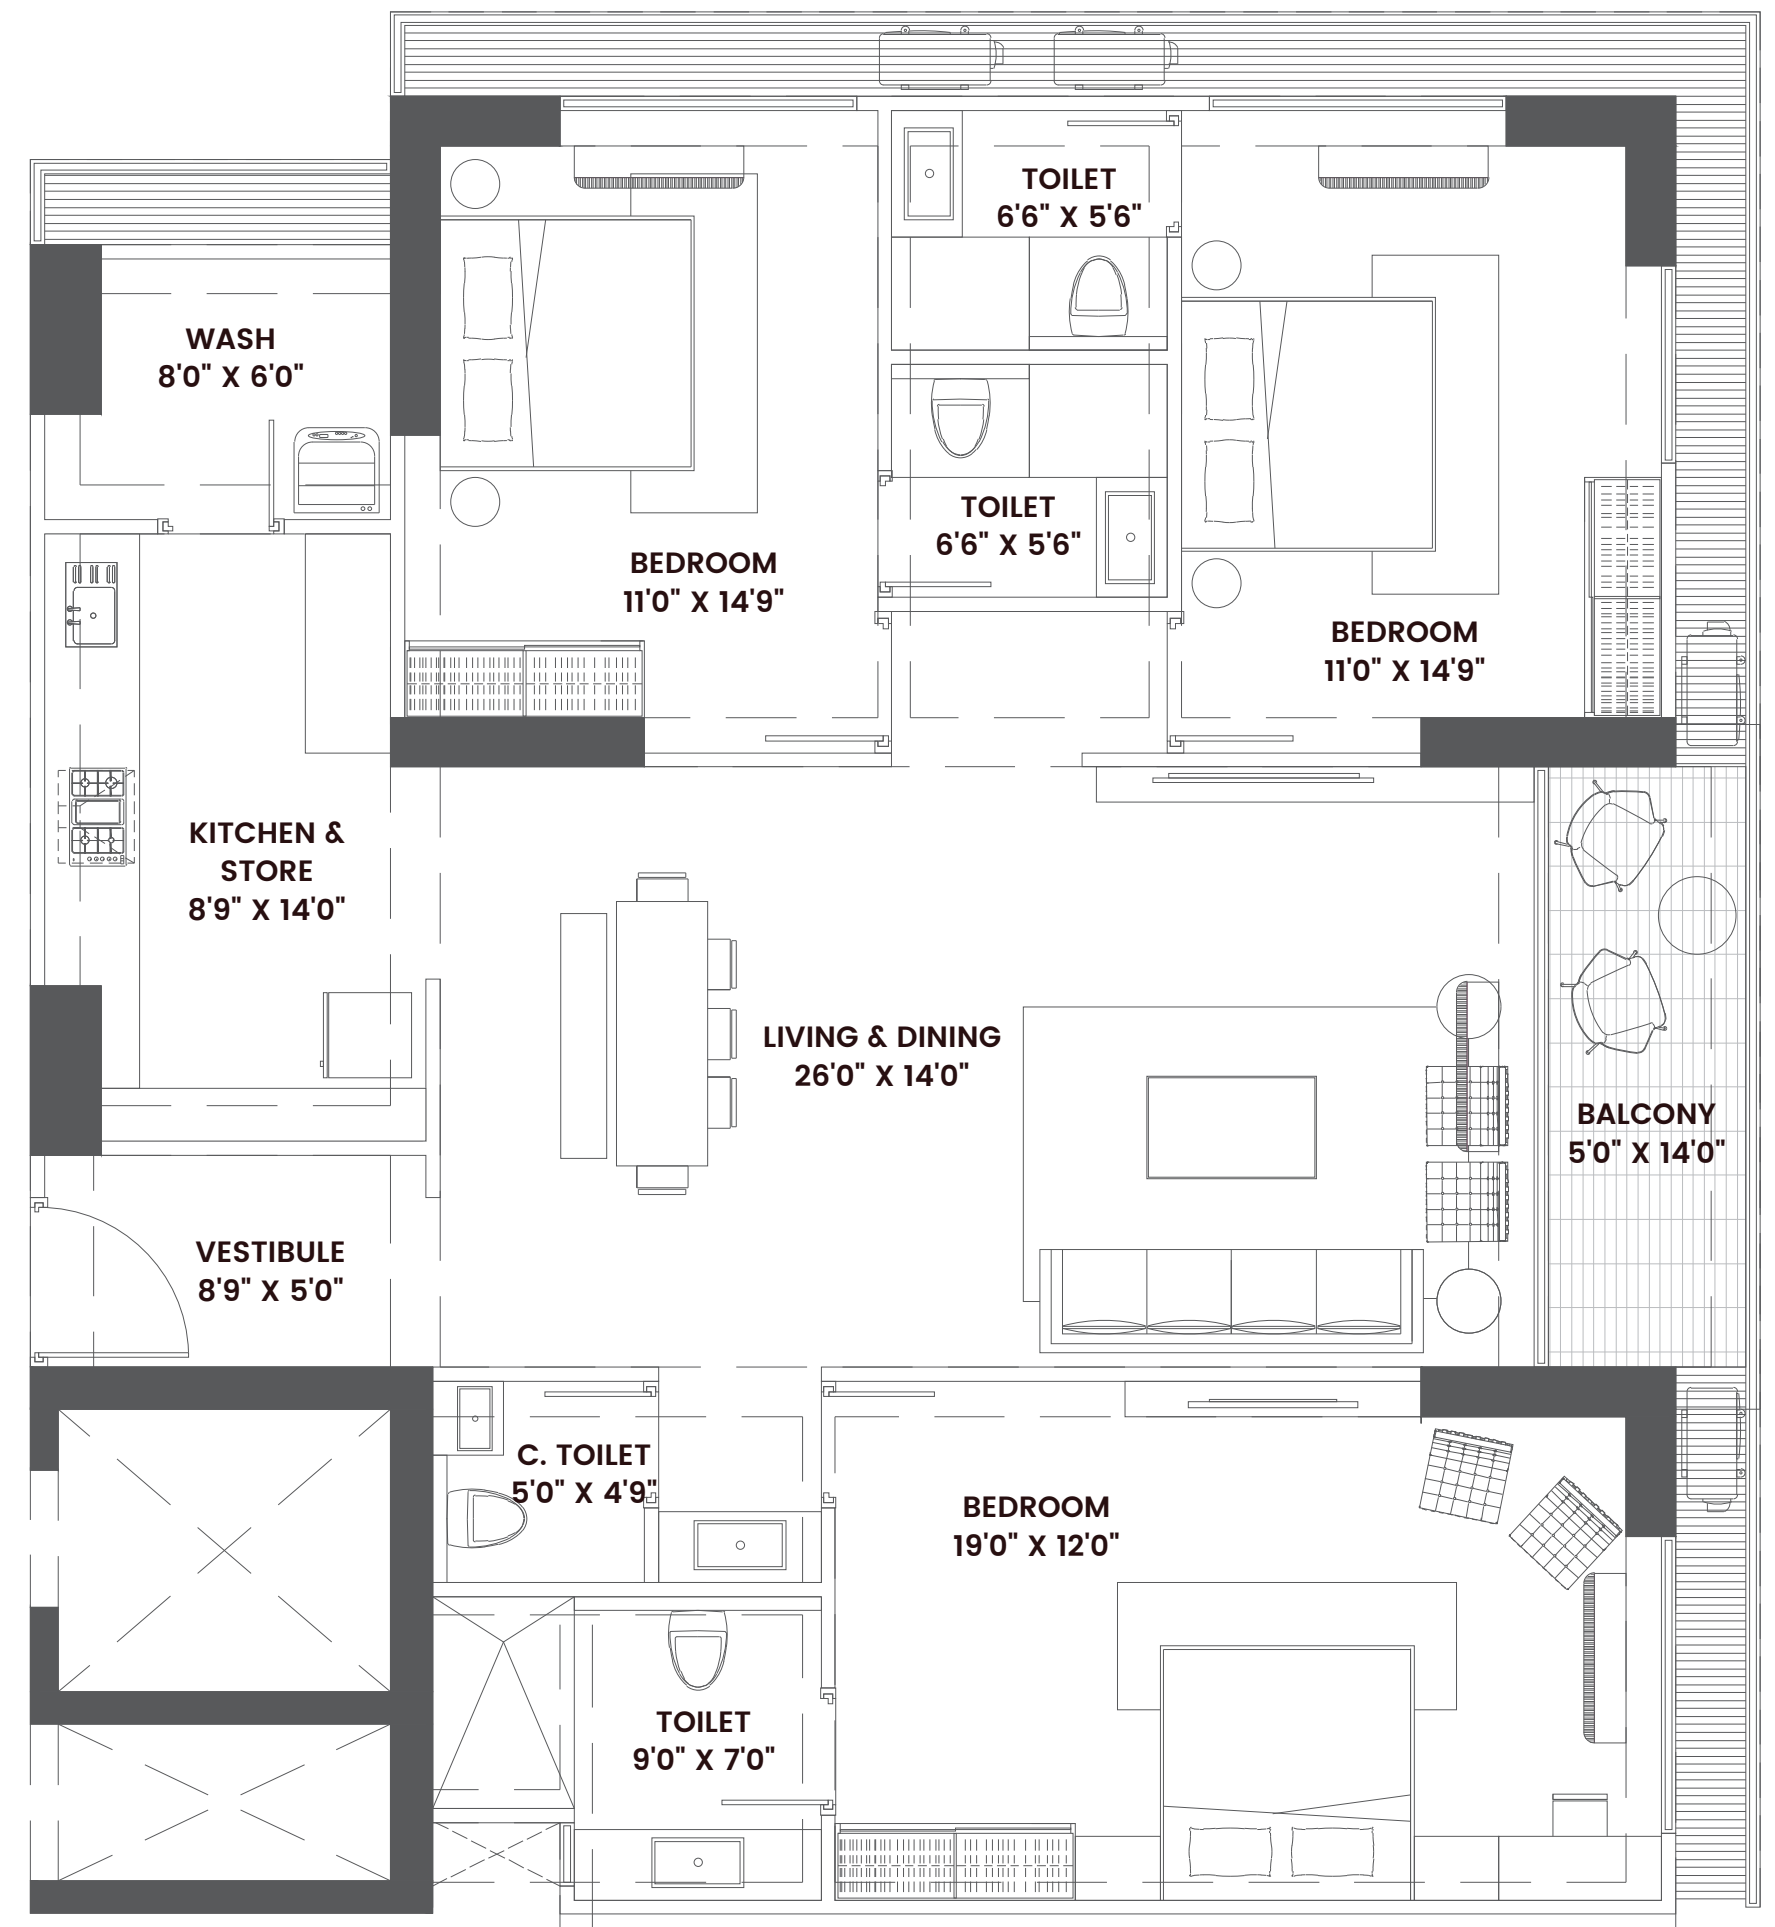 TOILET
6'6" X 5'6"
WASH
8'0" X 6'0"
TOILET
6'6" X 5'6"
BEDROOM
11'0" X 14'9"
BEDROOM
11'0" X 14'9"
KITCHEN &
STORE
8'9" X 14'0"
LIVING & DINING
26'0" X 14'0"
BALCONY
5'0" X 14'0"
VESTIBULE
8'9" X 5'0"
C. TOILET
5'0" X 4'9"
BEDROOM
19'0" X 12'0"
TOILET
9'0" X 7'0"